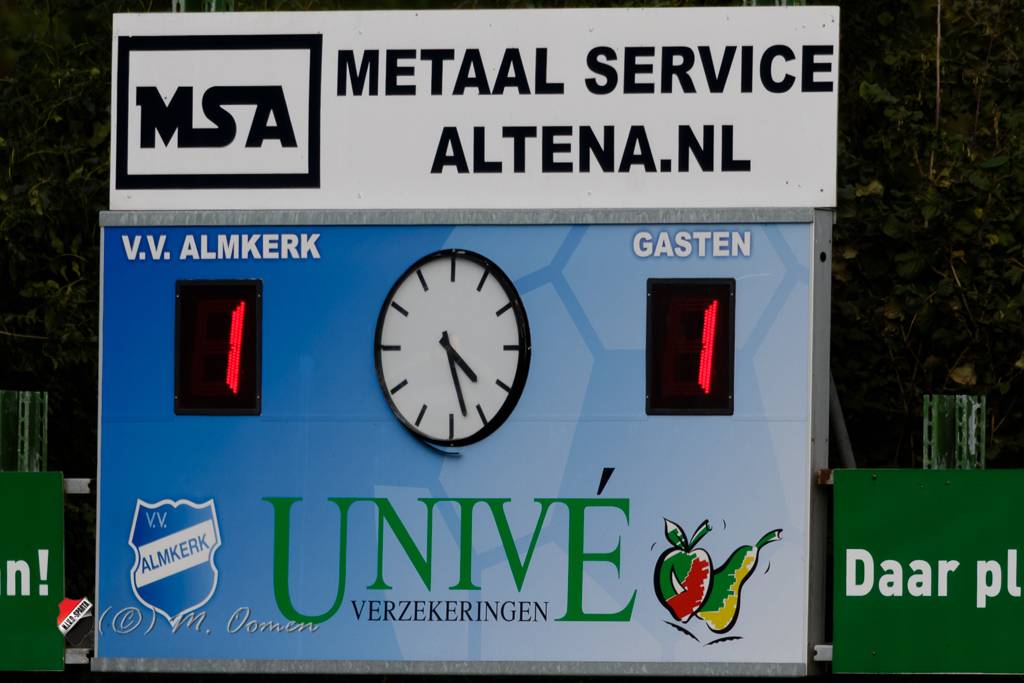 MSA
METAAL SERVICE
ALTENA.NL
V.V. ALMKERK
GASTEN
1
1
V.V.
ALMKERK
UNIVÉ
VERZEKERINGEN
n!
Daar pl
(©) M. Oomen